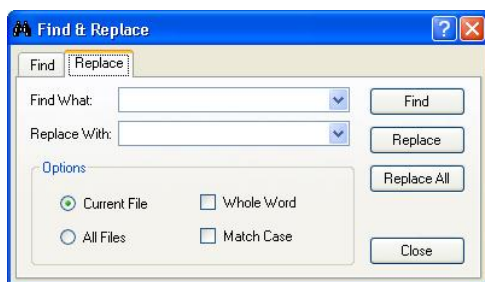 Find & Replace
Find Replace
Find What: Find
Replace With: Replace
Options Replace All
Current File Whole Word
All Files Match Case
Close